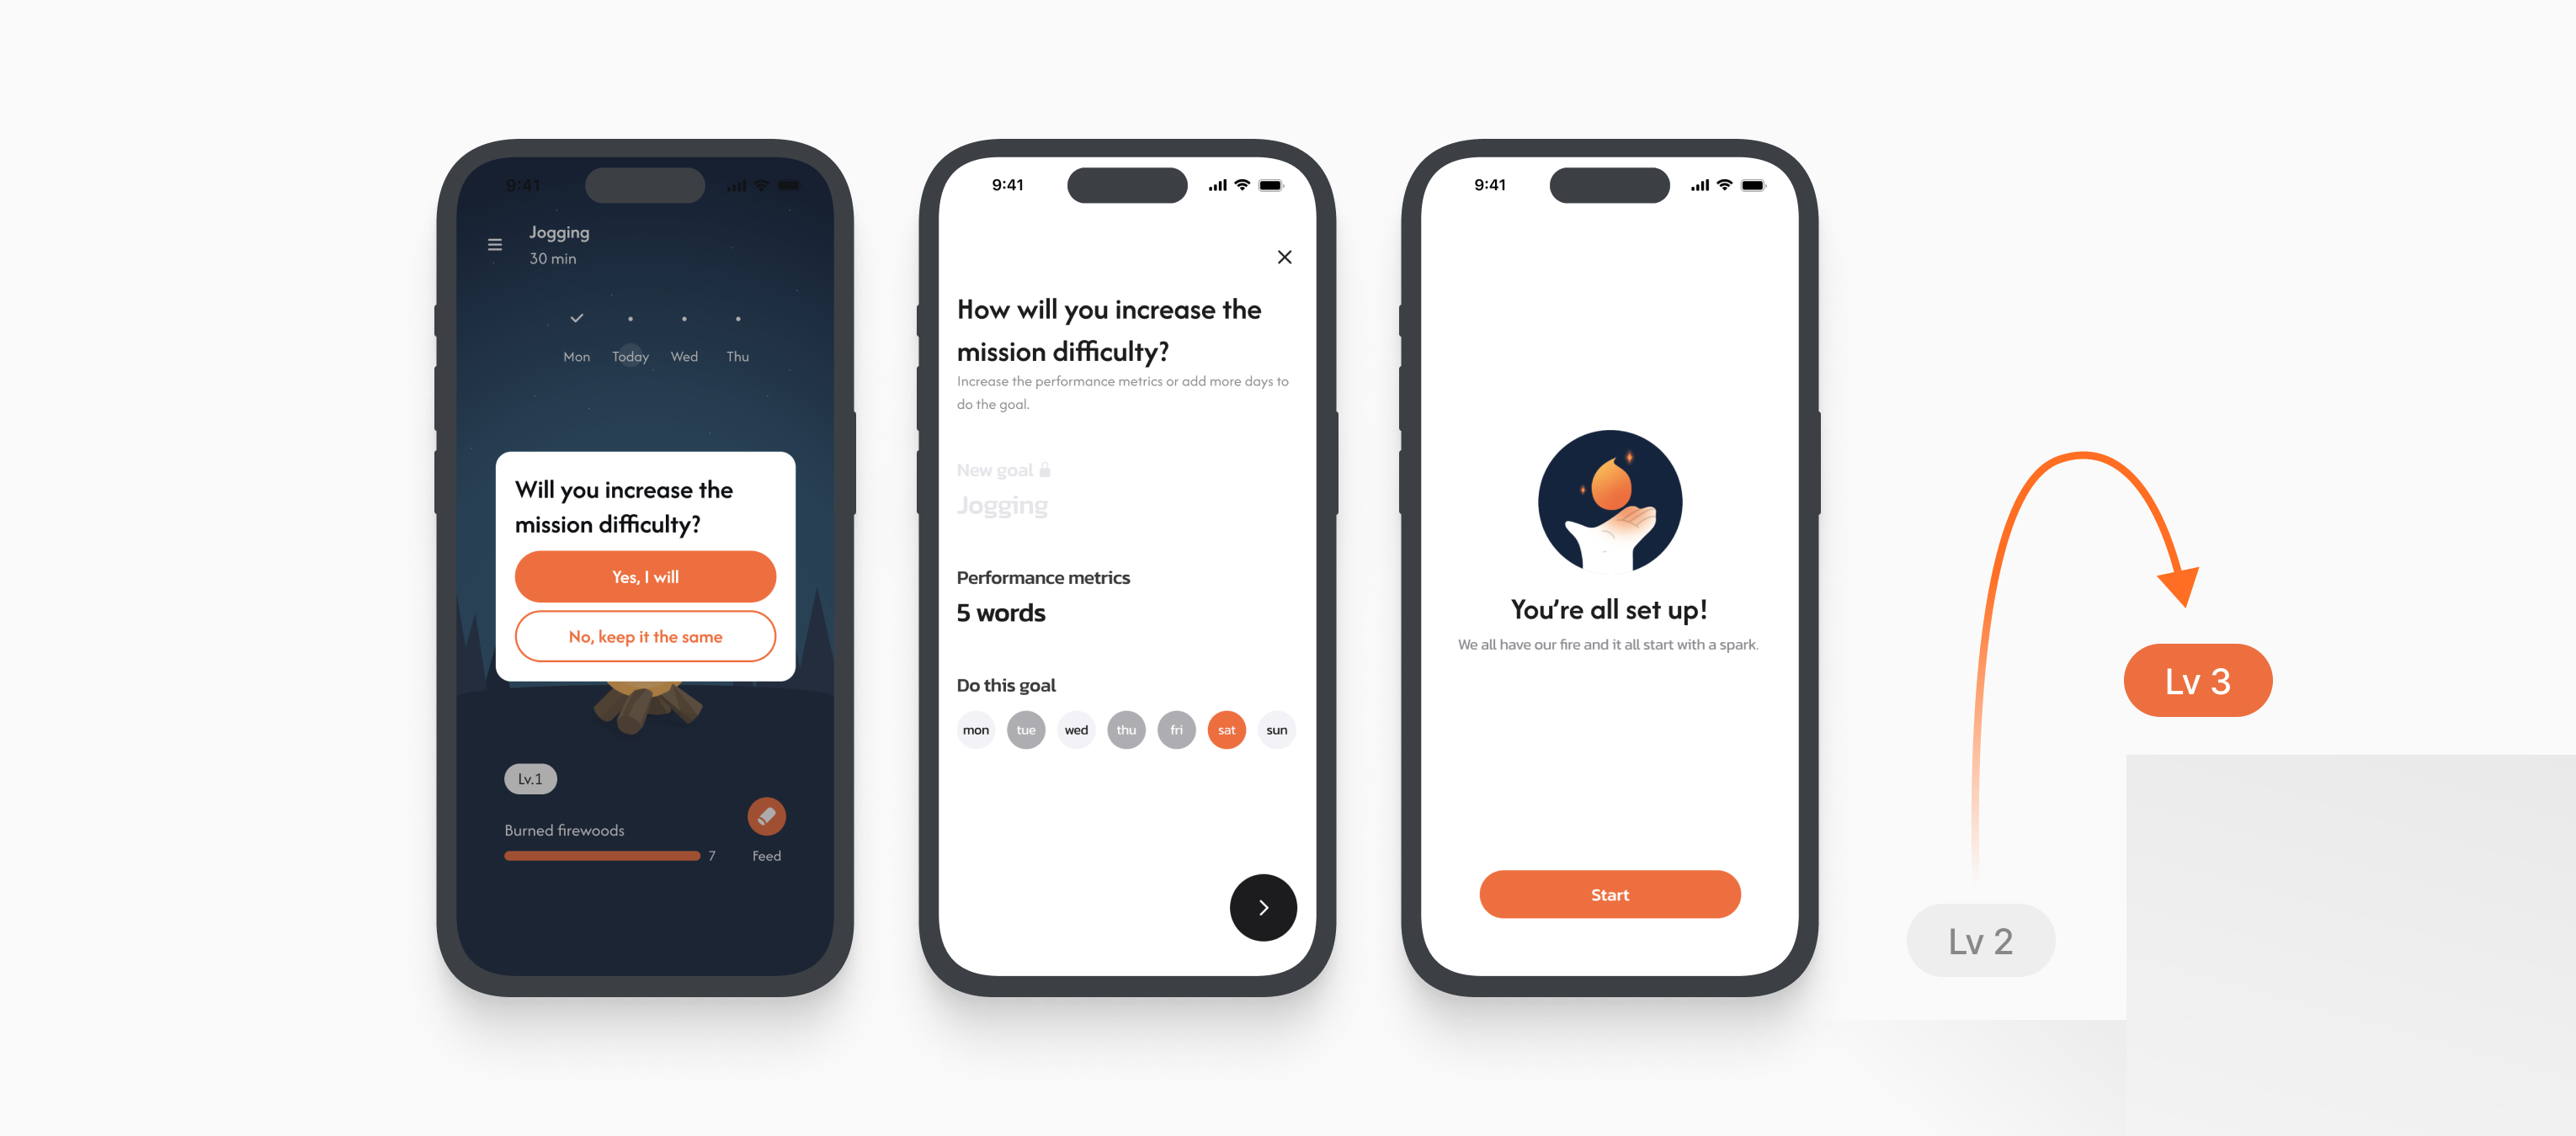 9:41
Jogging
30 min
Mon Today Wed Thu
Will you increase the
mission difficulty?
Yes, I will
No, keep it the same
Lv.1
Burned firewoods
7
Feed
9:41
How will you increase the
mission difficulty?
Increase the performance metrics or add more days to
do the goal.
New goal
Jogging
Performance metrics
5 words
Do this goal
mon tue wed thu fri sat sun
9:41
You’re all set up!
We all have our fire and it all start with a spark.
Start
Lv 3
Lv 2